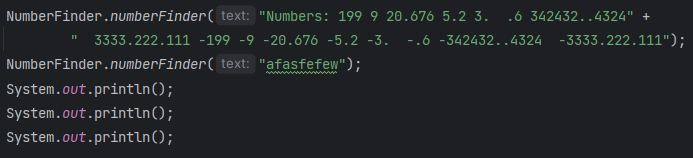 NumberFinder.numberFinder( text: "Numbers: 199 9 20.676 5.2 3.  .6 342432..4324" +
"  3333.222.111 -199 -9 -20.676 -5.2 -3.  -.6 -342432..4324  -3333.222.111");
NumberFinder.numberFinder( text: "afasfefew");
System.out.println();
System.out.println();
System.out.println();